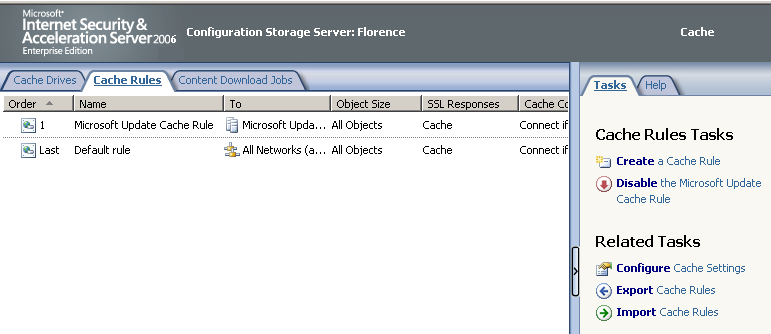 Microsoft®
Internet Security &
Acceleration Server2006
Enterprise Edition
Configuration Storage Server: Florence
Cache
Cache Drives
Cache Rules
Content Download Jobs
Tasks
Help
Order Name To Object Size SSL Responses Cache Co
1 Microsoft Update Cache Rule Microsoft Upda... All Objects Cache Connect if
Last Default rule All Networks (a... All Objects Cache Connect if
Cache Rules Tasks
Create a Cache Rule
Disable the Microsoft Update
Cache Rule
Related Tasks
Configure Cache Settings
Export Cache Rules
Import Cache Rules